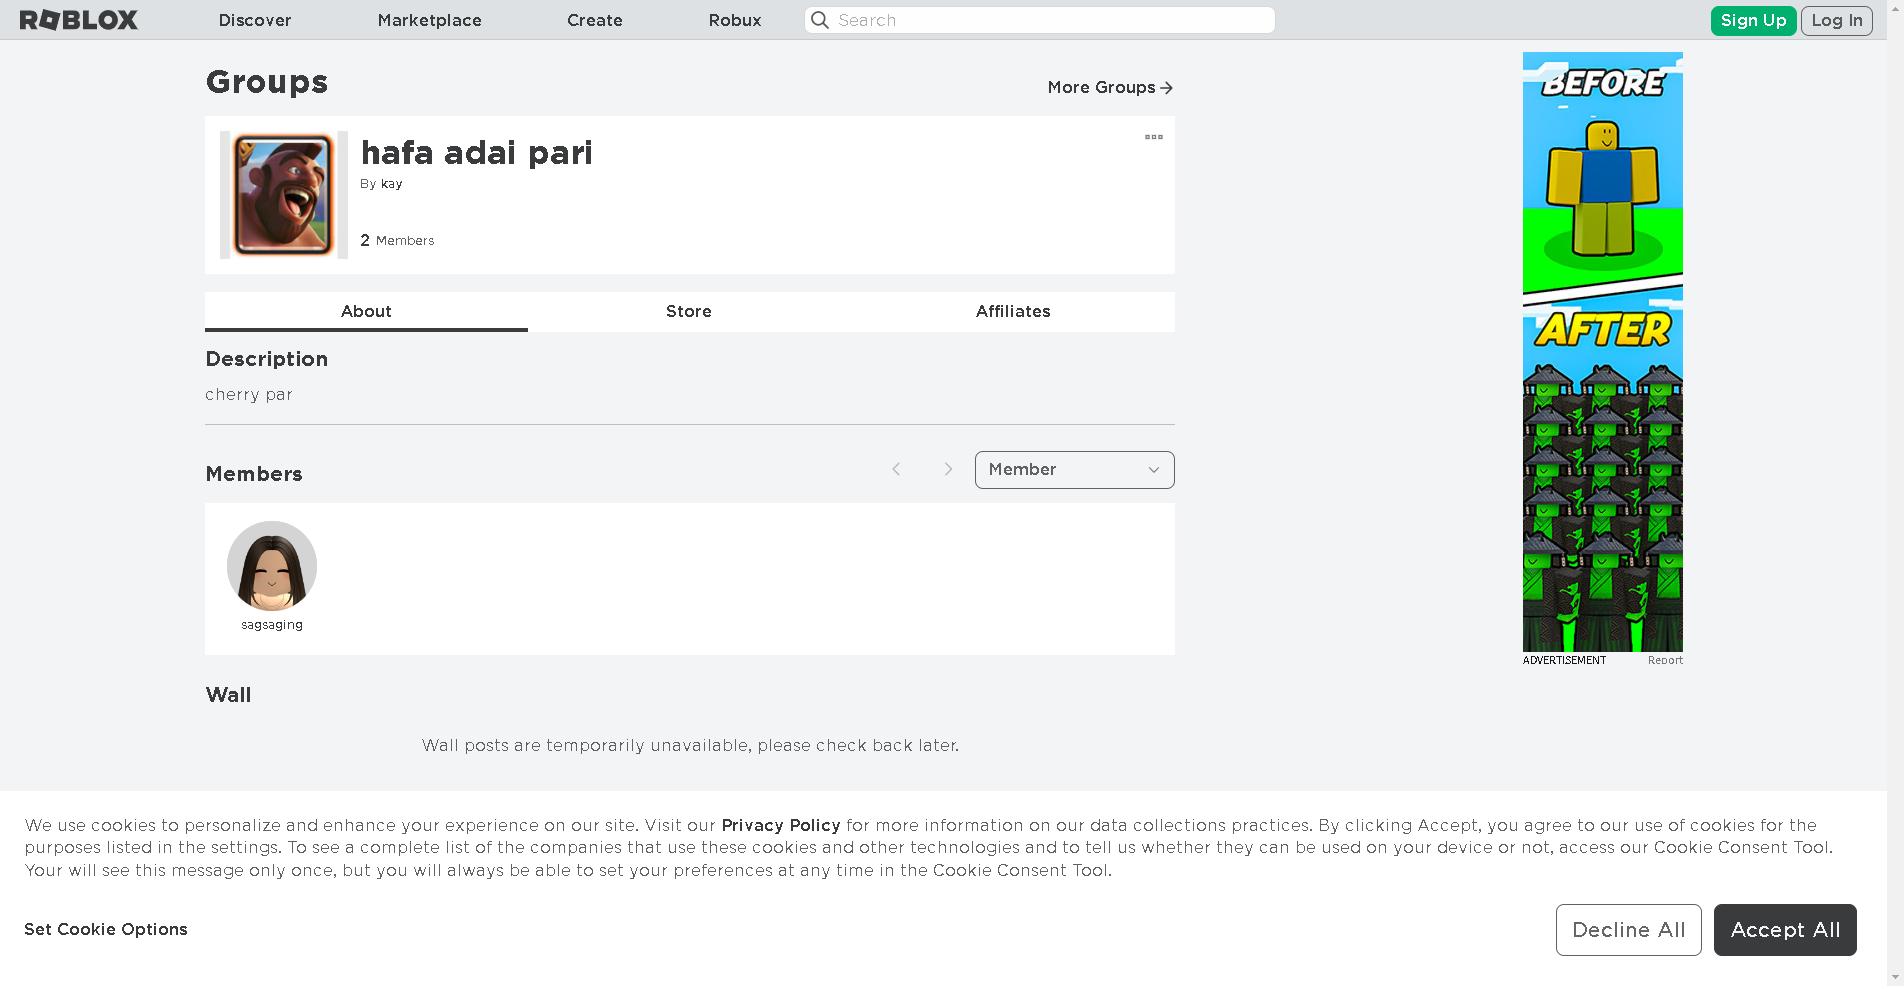 ROBLOX
Discover
Marketplace
Create
Robux
Search
Sign Up
Log In
Groups
More Groups
hafa adai pari
By kay
2 Members
About
Store
Affiliates
Description
cherry par
Members
Member
sagsaging
Wall
Wall posts are temporarily unavailable, please check back later.
BEFORE
AFTER
ADVERTISEMENT
Report
We use cookies to personalize and enhance your experience on our site. Visit our Privacy Policy for more information on our data collections practices. By clicking Accept, you agree to our use of cookies for the
purposes listed in the settings. To see a complete list of the companies that use these cookies and other technologies and to tell us whether they can be used on your device or not, access our Cookie Consent Tool.
Your will see this message only once, but you will always be able to set your preferences at any time in the Cookie Consent Tool.
Set Cookie Options
Decline All
Accept All